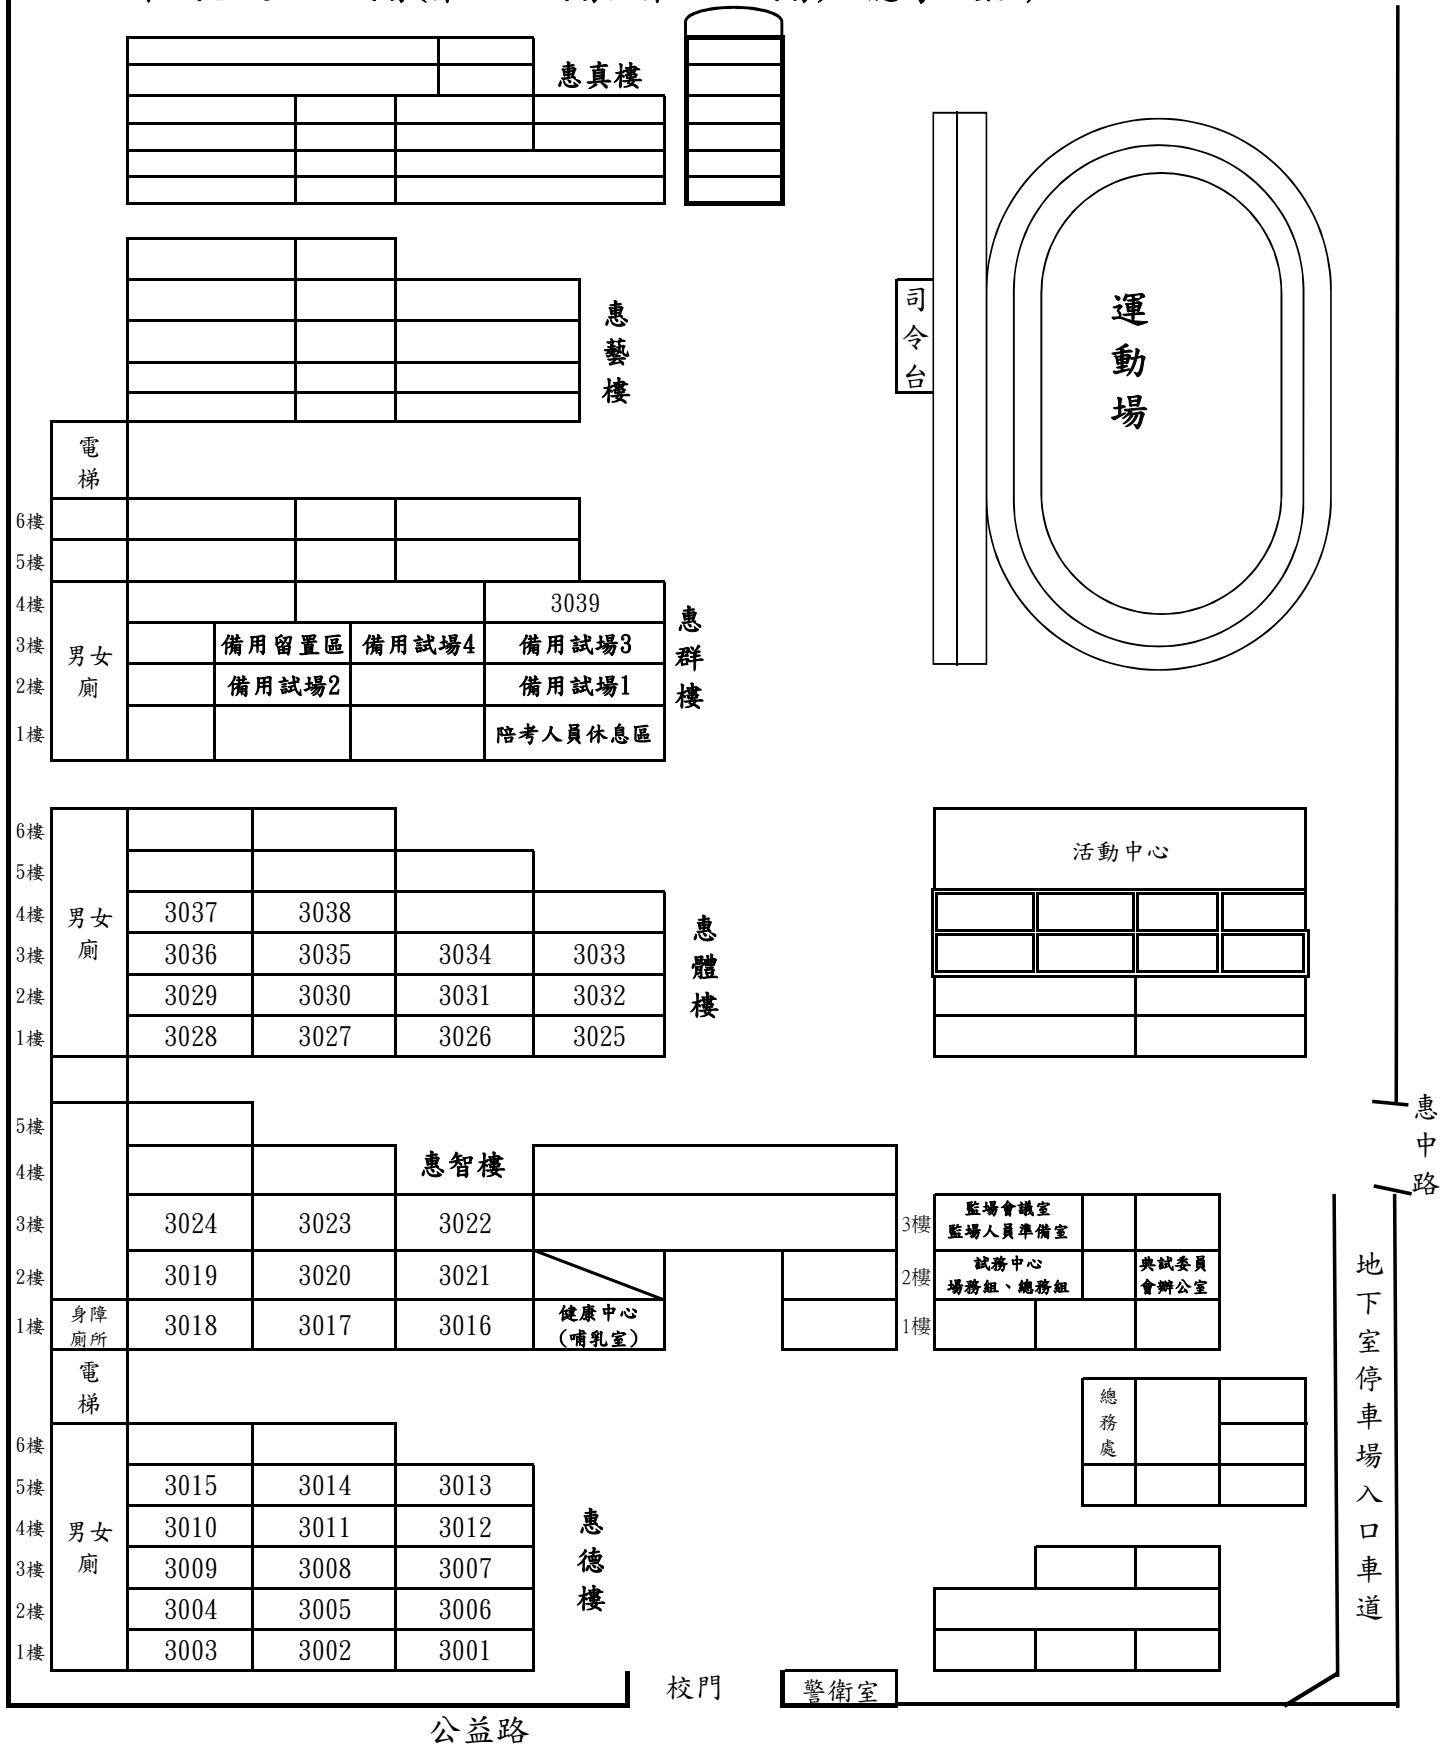 惠真樓
惠藝樓
司令台
運動場
電梯
6樓
5樓
4樓 3039
3樓 備用留置區 備用試場4 備用試場3
2樓 備用試場2 備用試場1
1樓 陪考人員休息區
男女廁
惠群樓
6樓
5樓
4樓 3037 3038
3樓 3036 3035 3034 3033
2樓 3029 3030 3031 3032
1樓 3028 3027 3026 3025
男女廁
惠體樓
活動中心
惠中路
5樓
4樓 惠智樓
3樓 3024 3023 3022
2樓 3019 3020 3021
1樓 身障廁所 3018 3017 3016 健康中心
(哺乳室)
3樓 監場會議室
監場人員準備室
2樓 試務中心
場務組、總務組
典試委員
會辦公室
1樓
地下室停車場入口車道
電梯
總務處
6樓
5樓 3015 3014 3013
4樓 3010 3011 3012
3樓 3009 3008 3007
2樓 3004 3005 3006
1樓 3003 3002 3001
男女廁
惠德樓
校門
警衛室
公益路